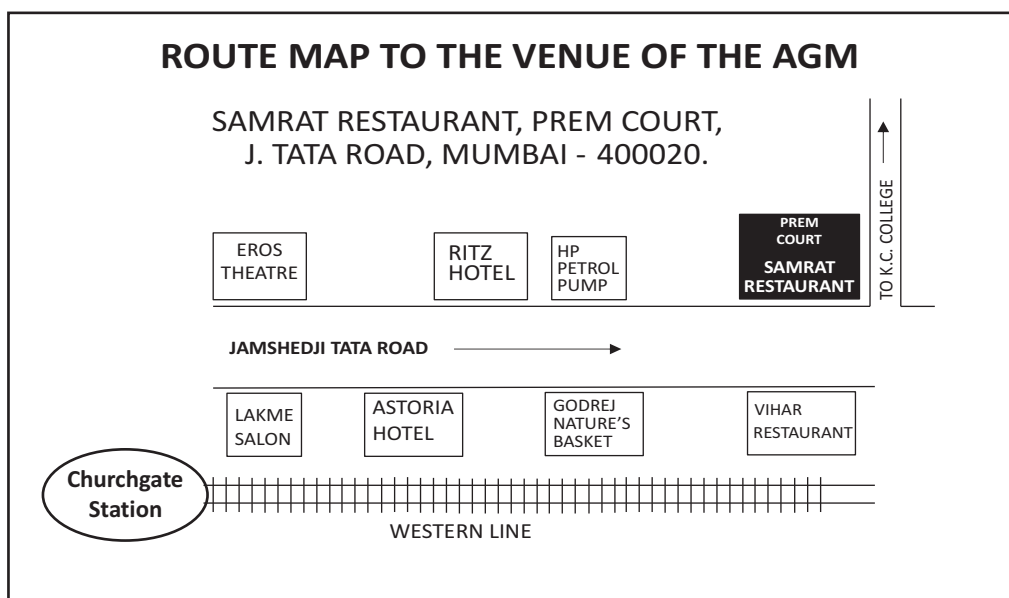 ROUTE MAP TO THE VENUE OF THE AGM
SAMRAT RESTAURANT, PREM COURT,
J. TATA ROAD, MUMBAI - 400020.
EROS
THEATRE
RITZ
HOTEL
HP
PETROL
PUMP
PREM
COURT
SAMRAT
RESTAURANT
TO K.C. COLLEGE
JAMSHEDJI TATA ROAD
LAKME
SALON
ASTORIA
HOTEL
GODREJ
NATURE'S
BASKET
VIHAR
RESTAURANT
Churchgate
Station
WESTERN LINE